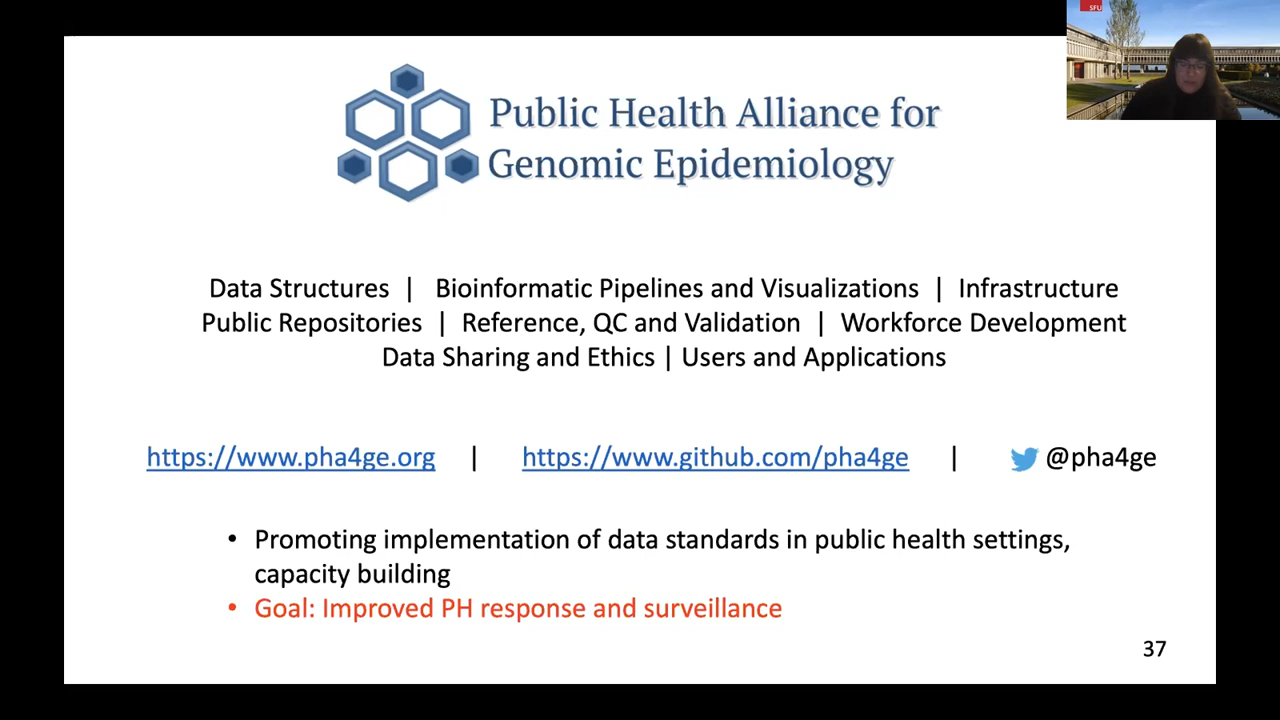 SFU
Public Health Alliance for
Genomic Epidemiology
Data Structures | Bioinformatic Pipelines and Visualizations | Infrastructure
Public Repositories | Reference, QC and Validation | Workforce Development
Data Sharing and Ethics | Users and Applications
https://www.pha4ge.org | https://www.github.com/pha4ge | @pha4ge
• Promoting implementation of data standards in public health settings,
capacity building
• Goal: Improved PH response and surveillance
37